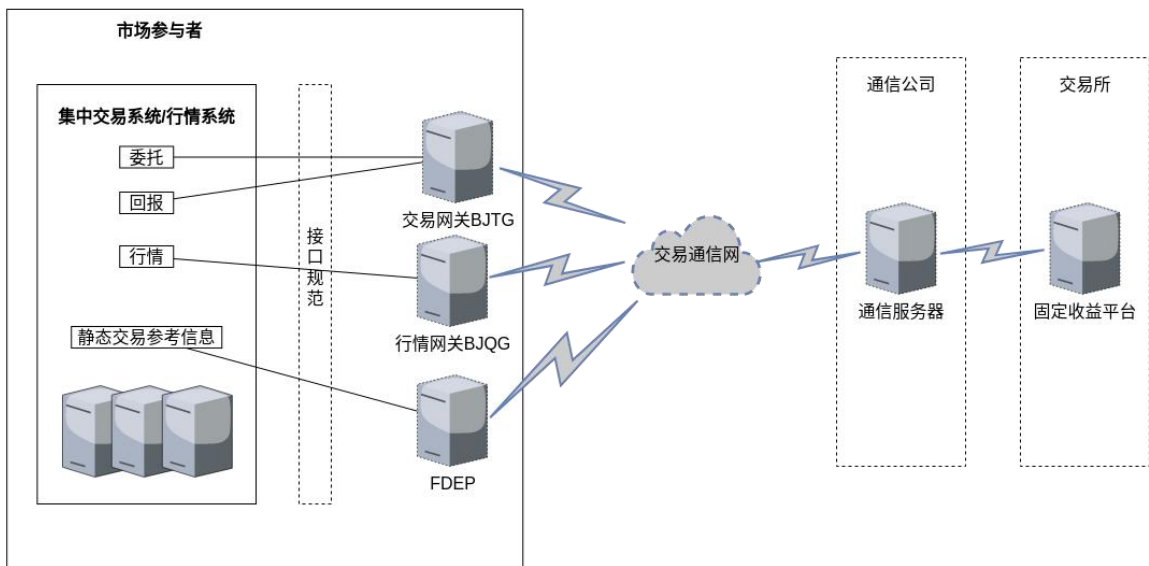 市场参与者
通信公司
交易所
集中交易系统/行情系统
委托
回报
行情
静态交易参考信息
接口规范
交易网关BJTG
行情网关BJQG
FDEP
交易通信网
通信服务器
固定收益平台